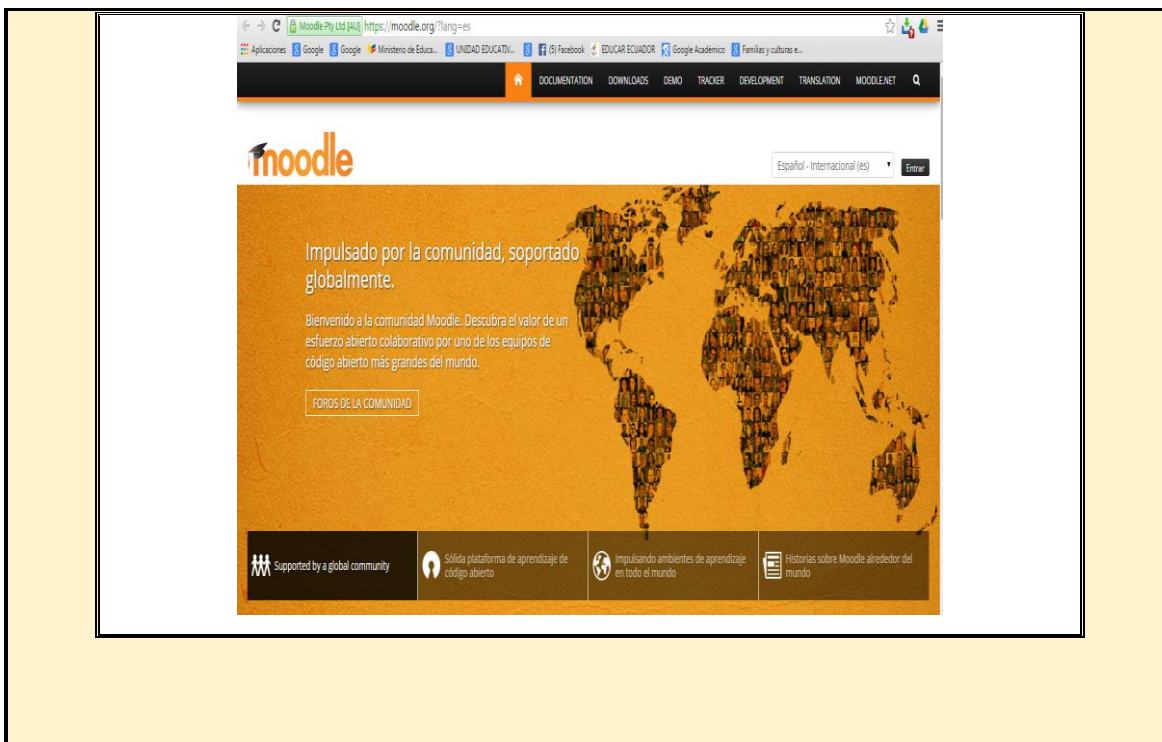 Moodle Pty Ltd [AU] https://moodle.org/?lang=es
Aplicaciones Google Google Ministerio de Educa... UNIDAD EDUCATIV... (5) Facebook EDUCAR ECUADOR Google Académico Familias y culturas e...
DOCUMENTATION DOWNLOADS DEMO TRACKER DEVELOPMENT TRANSLATION MOODLE.NET
moodle
Español - Internacional (es) Entrar
Impulsado por la comunidad, soportado
globalmente.
Bienvenido a la comunidad Moodle. Descubra el valor de un
esfuerzo abierto colaborativo por uno de los equipos de
código abierto más grandes del mundo.
FOROS DE LA COMUNIDAD
Supported by a global community
Sólida plataforma de aprendizaje de
código abierto
Impulsando ambientes de aprendizaje
en todo el mundo
Historias sobre Moodle alrededor del
mundo